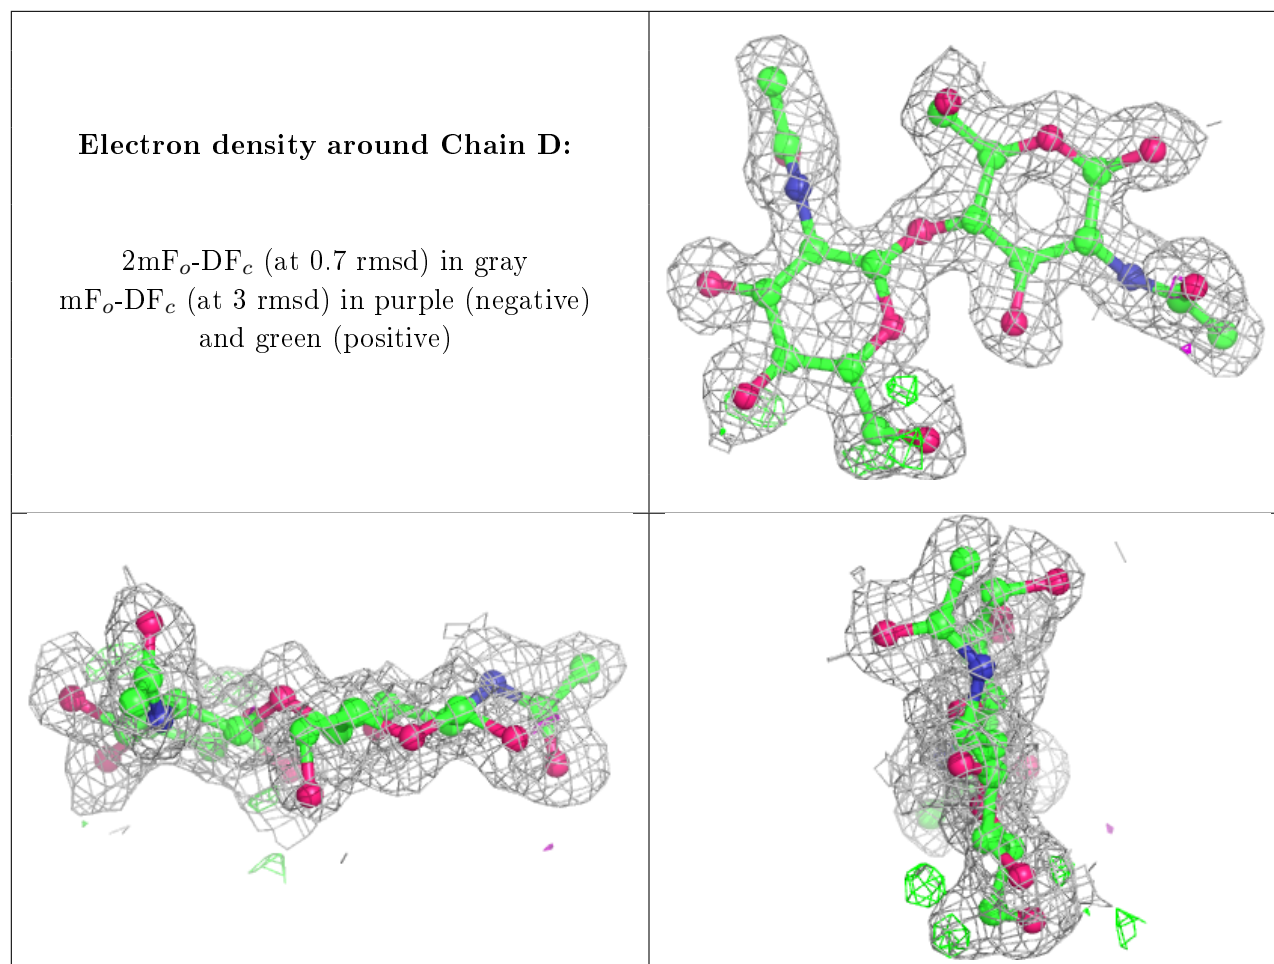 Electron density around Chain D:
2mFₒ-DF𝒸 (at 0.7 rmsd) in gray
mFₒ-DF𝒸 (at 3 rmsd) in purple (negative)
and green (positive)